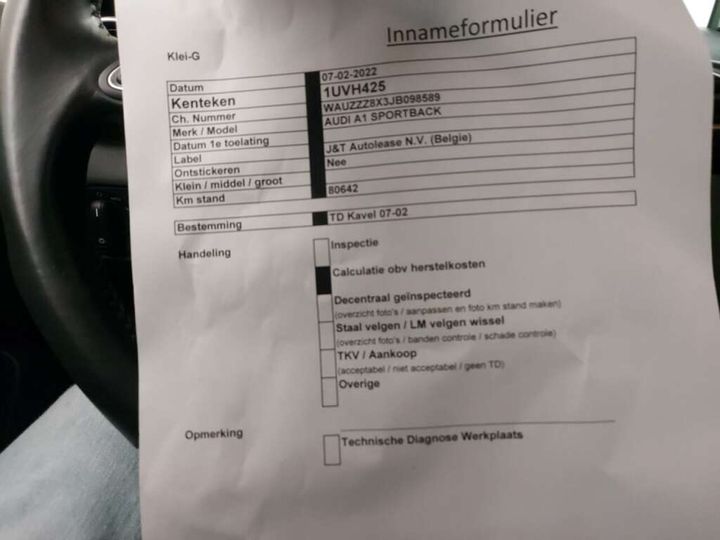 Innameformulier
Klei-G
Datum 07-02-2022
Kenteken 1UVH425
Ch. Nummer WAUZZZ8X3JB098589
Merk / Model AUDI A1 SPORTBACK
Datum 1e toelating
Label J&T Autolease N.V. (Belgie)
Ontstickeren Nee
Klein / middel / groot
Km stand 80642
Bestemming TD Kavel 07-02
Handeling Inspectie
Calculatie obv herstelkosten
Decentraal geïnspecteerd
(overzicht foto's / aanpassen en foto km stand maken)
Staal velgen / LM velgen wissel
(overzicht foto's / banden controle / schade controle)
TKV / Aankoop
(acceptabel / niet acceptabel / geen TD)
Overige
Opmerking
Technische Diagnose Werkplaats